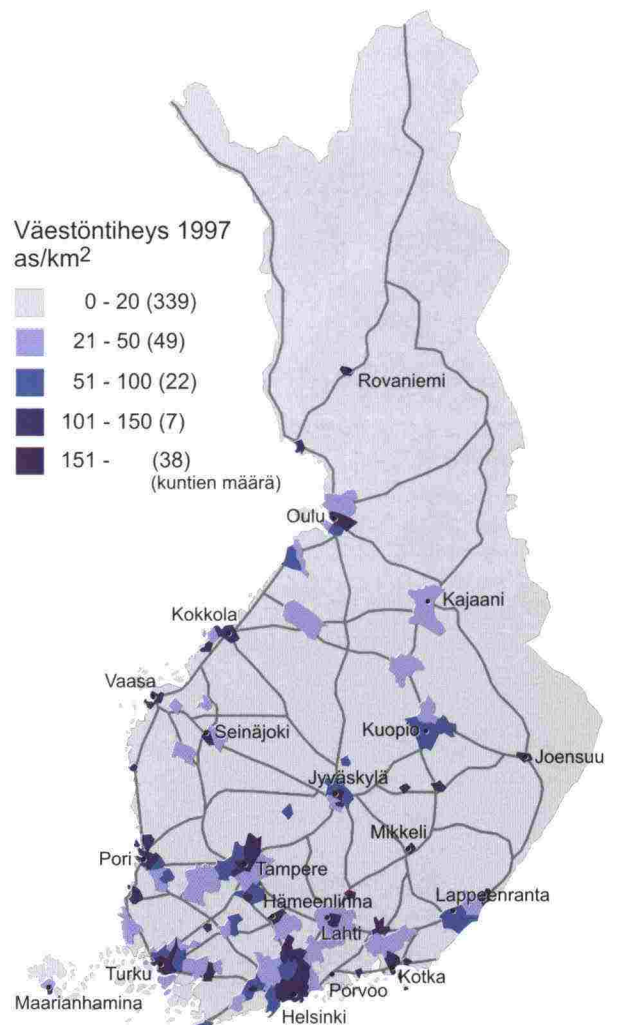 Väestöntiheys 1997
as/km2
0 - 20 (339)
21 - 50 (49)
51 - 100 (22)
101 - 150 (7)
151 - (38)
(kuntien määrä)
Rovaniemi
Oulu
Kajaani
Kokkola
Vaasa
Seinäjoki
Kuopio
Joensuu
Jyväskylä
Mikkeli
Pori
Tampere
Hämeenlinna
Lappeenranta
Lahti
Turku
Kotka
Porvoo
Maarianhamina
Helsinki